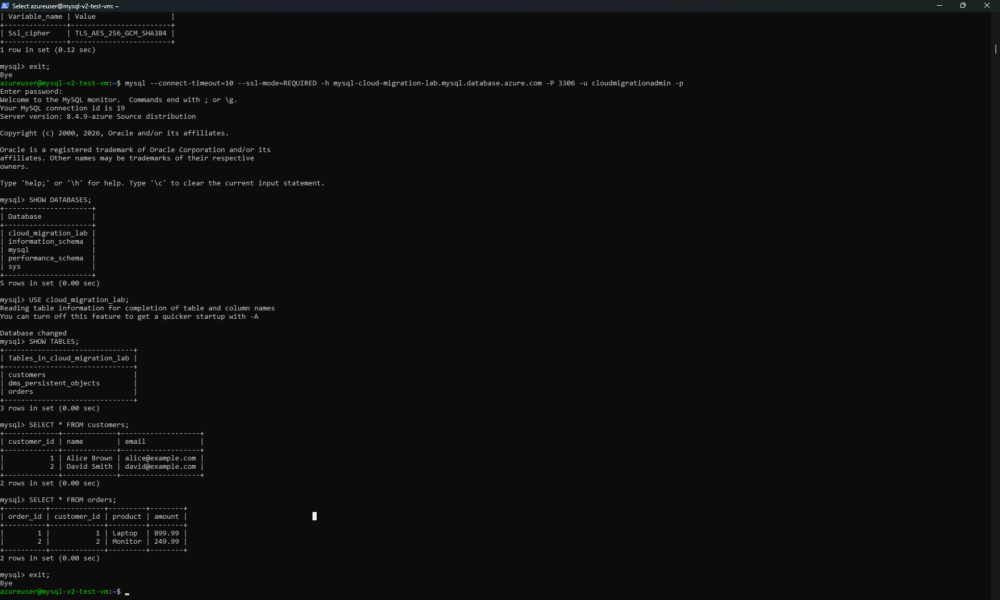 Select azureuser@mysql-v2-test-vm: ~
| Variable_name | Value                  |
+---------------+------------------------+
| Ssl_cipher    | TLS_AES_256_GCM_SHA384 |
+---------------+------------------------+
1 row in set (0.12 sec)

mysql> exit;
Bye
azureuser@mysql-v2-test-vm:~$ mysql --connect-timeout=10 --ssl-mode=REQUIRED -h mysql-cloud-migration-lab.mysql.database.azure.com -P 3306 -u cloudmigrationadmin -p
Enter password:
Welcome to the MySQL monitor.  Commands end with ; or \g.
Your MySQL connection id is 19
Server version: 8.4.9-azure Source distribution

Copyright (c) 2000, 2026, Oracle and/or its affiliates.

Oracle is a registered trademark of Oracle Corporation and/or its
affiliates. Other names may be trademarks of their respective
owners.

Type 'help;' or '\h' for help. Type '\c' to clear the current input statement.

mysql> SHOW DATABASES;
+---------------------+
| Database            |
+---------------------+
| cloud_migration_lab |
| information_schema  |
| mysql               |
| performance_schema  |
| sys                 |
+---------------------+
5 rows in set (0.00 sec)

mysql> USE cloud_migration_lab;
Reading table information for completion of table and column names
You can turn off this feature to get a quicker startup with -A

Database changed
mysql> SHOW TABLES;
+-------------------------------+
| Tables_in_cloud_migration_lab |
+-------------------------------+
| customers                     |
| dms_persistent_objects        |
| orders                        |
+-------------------------------+
3 rows in set (0.00 sec)

mysql> SELECT * FROM customers;
+-------------+-------------+-------------------+
| customer_id | name        | email             |
+-------------+-------------+-------------------+
|           1 | Alice Brown | alice@example.com |
|           2 | David Smith | david@example.com |
+-------------+-------------+-------------------+
2 rows in set (0.00 sec)

mysql> SELECT * FROM orders;
+----------+-------------+---------+--------+
| order_id | customer_id | product | amount |
+----------+-------------+---------+--------+
|        1 |           1 | Laptop  | 899.99 |
|        2 |           2 | Monitor | 249.99 |
+----------+-------------+---------+--------+
2 rows in set (0.00 sec)

mysql> exit;
Bye
azureuser@mysql-v2-test-vm:~$